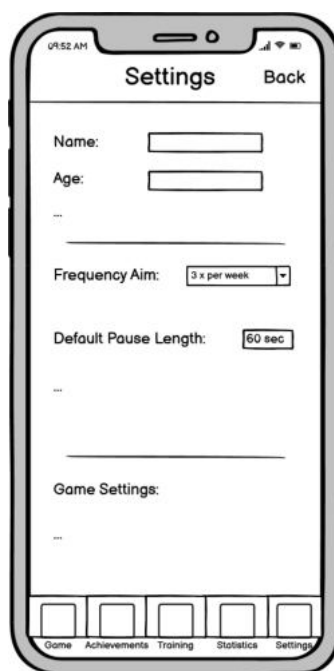 09:52 AM
Settings Back
Name:
Age:
...
Frequency Aim: 3 x per week
Default Pause Length: 60 sec
...
Game Settings:
...
Game Achievements Training Statistics Settings